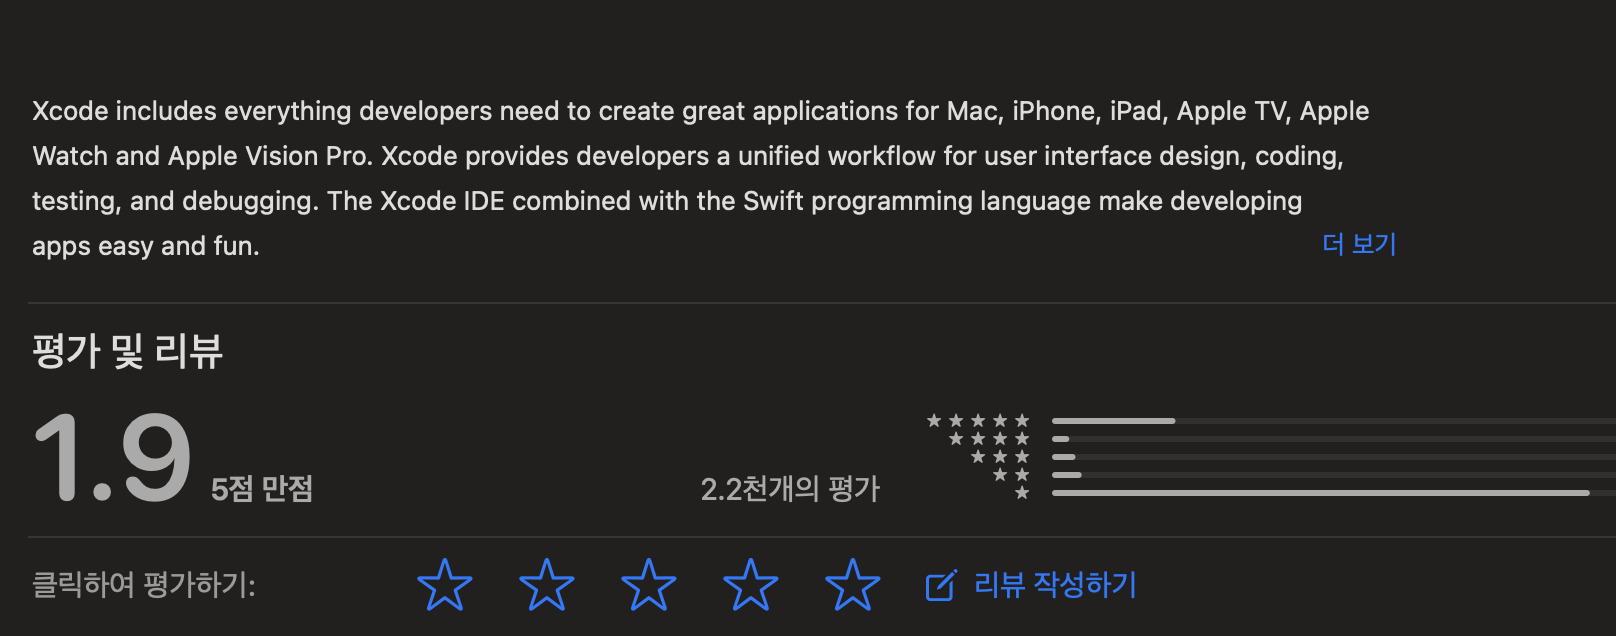 Xcode includes everything developers need to create great applications for Mac, iPhone, iPad, Apple TV, Apple
Watch and Apple Vision Pro. Xcode provides developers a unified workflow for user interface design, coding,
testing, and debugging. The Xcode IDE combined with the Swift programming language make developing
apps easy and fun.
더 보기
평가 및 리뷰
1.9 5점 만점
2.2천개의 평가
클릭하여 평가하기:
리뷰 작성하기